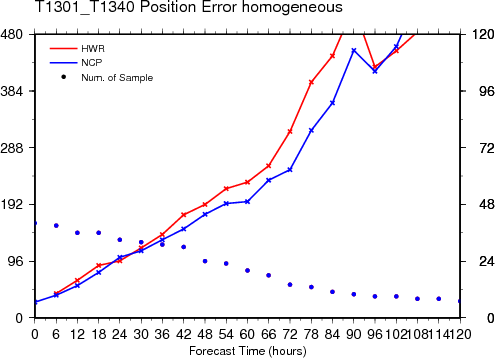 T1301_T1340 Position Error homogeneous
480
384
288
192
96
0
HWR
NCP
Num. of Sample
120
96
72
48
24
0
0 6 12 18 24 30 36 42 48 54 60 66 72 78 84 90 96 102 108 114 120
Forecast Time (hours)